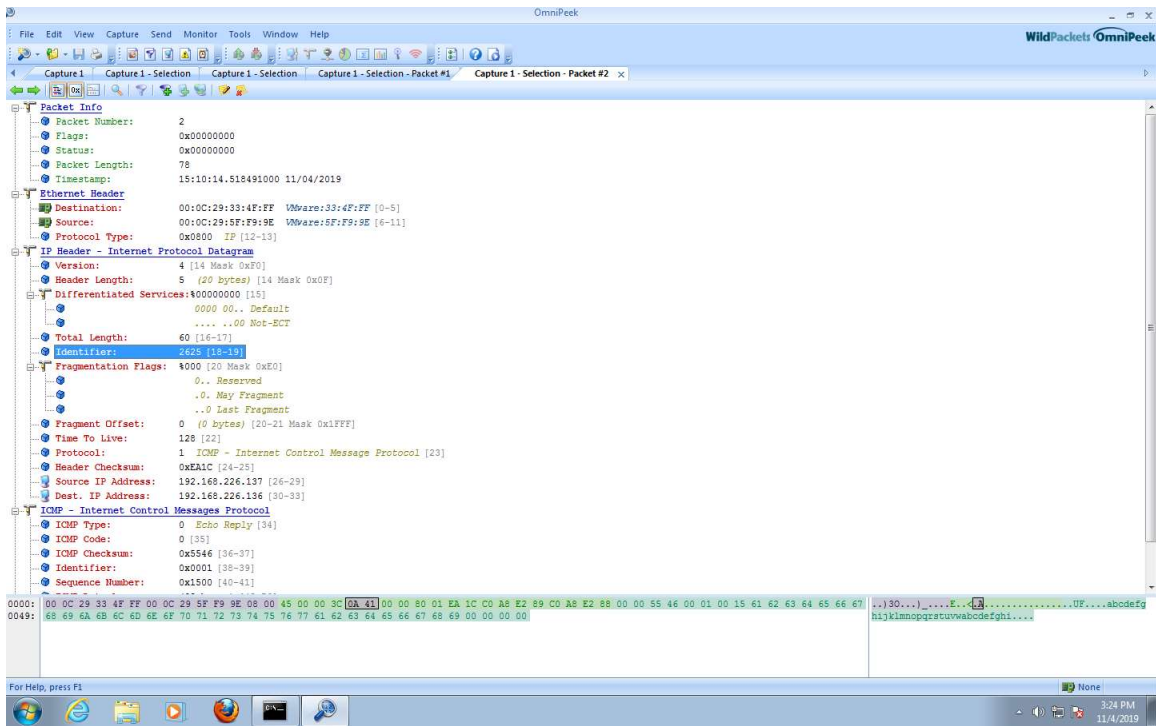 OmniPeek
File Edit View Capture Send Monitor Tools Window Help
WildPackets OmniPeek
Capture 1 Capture 1 - Selection Capture 1 - Selection Capture 1 - Selection - Packet #1 Capture 1 - Selection - Packet #2
Packet Info
Packet Number: 2
Flags: 0x00000000
Status: 0x00000000
Packet Length: 78
Timestamp: 15:10:14.518491000 11/04/2019
Ethernet Header
Destination: 00:0C:29:33:4F:FF VMware:33:4F:FF [0-5]
Source: 00:0C:29:5F:F9:9E VMware:5F:F9:9E [6-11]
Protocol Type: 0x0800 IP [12-13]
IP Header - Internet Protocol Datagram
Version: 4 [14 Mask 0xF0]
Header Length: 5 (20 bytes) [14 Mask 0x0F]
Differentiated Services:%00000000 [15]
0000 00.. Default
.... ..00 Not-ECT
Total Length: 60 [16-17]
Identifier: 2625 [18-19]
Fragmentation Flags: %000 [20 Mask 0xE0]
0.. Reserved
.0. May Fragment
..0 Last Fragment
Fragment Offset: 0 (0 bytes) [20-21 Mask 0x1FFF]
Time To Live: 128 [22]
Protocol: 1 ICMP - Internet Control Message Protocol [23]
Header Checksum: 0xEA1C [24-25]
Source IP Address: 192.168.226.137 [26-29]
Dest. IP Address: 192.168.226.136 [30-33]
ICMP - Internet Control Messages Protocol
ICMP Type: 0 Echo Reply [34]
ICMP Code: 0 [35]
ICMP Checksum: 0x5546 [36-37]
Identifier: 0x0001 [38-39]
Sequence Number: 0x1500 [40-41]
0000: 00 0C 29 33 4F FF 00 0C 29 5F F9 9E 08 00 45 00 00 3C 0A 41 00 00 80 01 EA 1C C0 A8 E2 89 C0 A8 E2 88 00 00 55 46 00 01 00 15 61 62 63 64 65 66 67 ..)3O...)_....E..<.A................UF....abcdefg
0049: 68 69 6A 6B 6C 6D 6E 6F 70 71 72 73 74 75 76 77 61 62 63 64 65 66 67 68 69 00 00 00 00 hijklmnopqrstuvwabcdefghi....
For Help, press F1 None
3:24 PM
11/4/2019